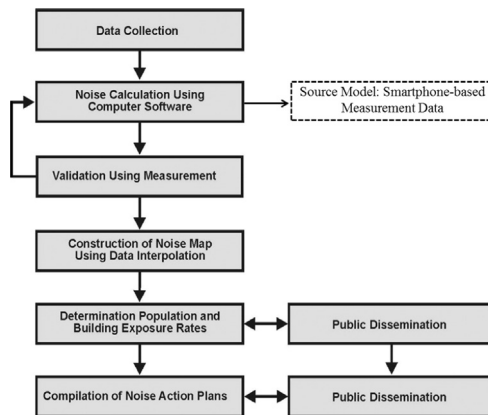 Data Collection
Noise Calculation Using
Computer Software
Source Model: Smartphone-based
Measurement Data
Validation Using Measurement
Construction of Noise Map
Using Data Interpolation
Determination Population and
Building Exposure Rates
Public Dissemination
Compilation of Noise Action Plans
Public Dissemination